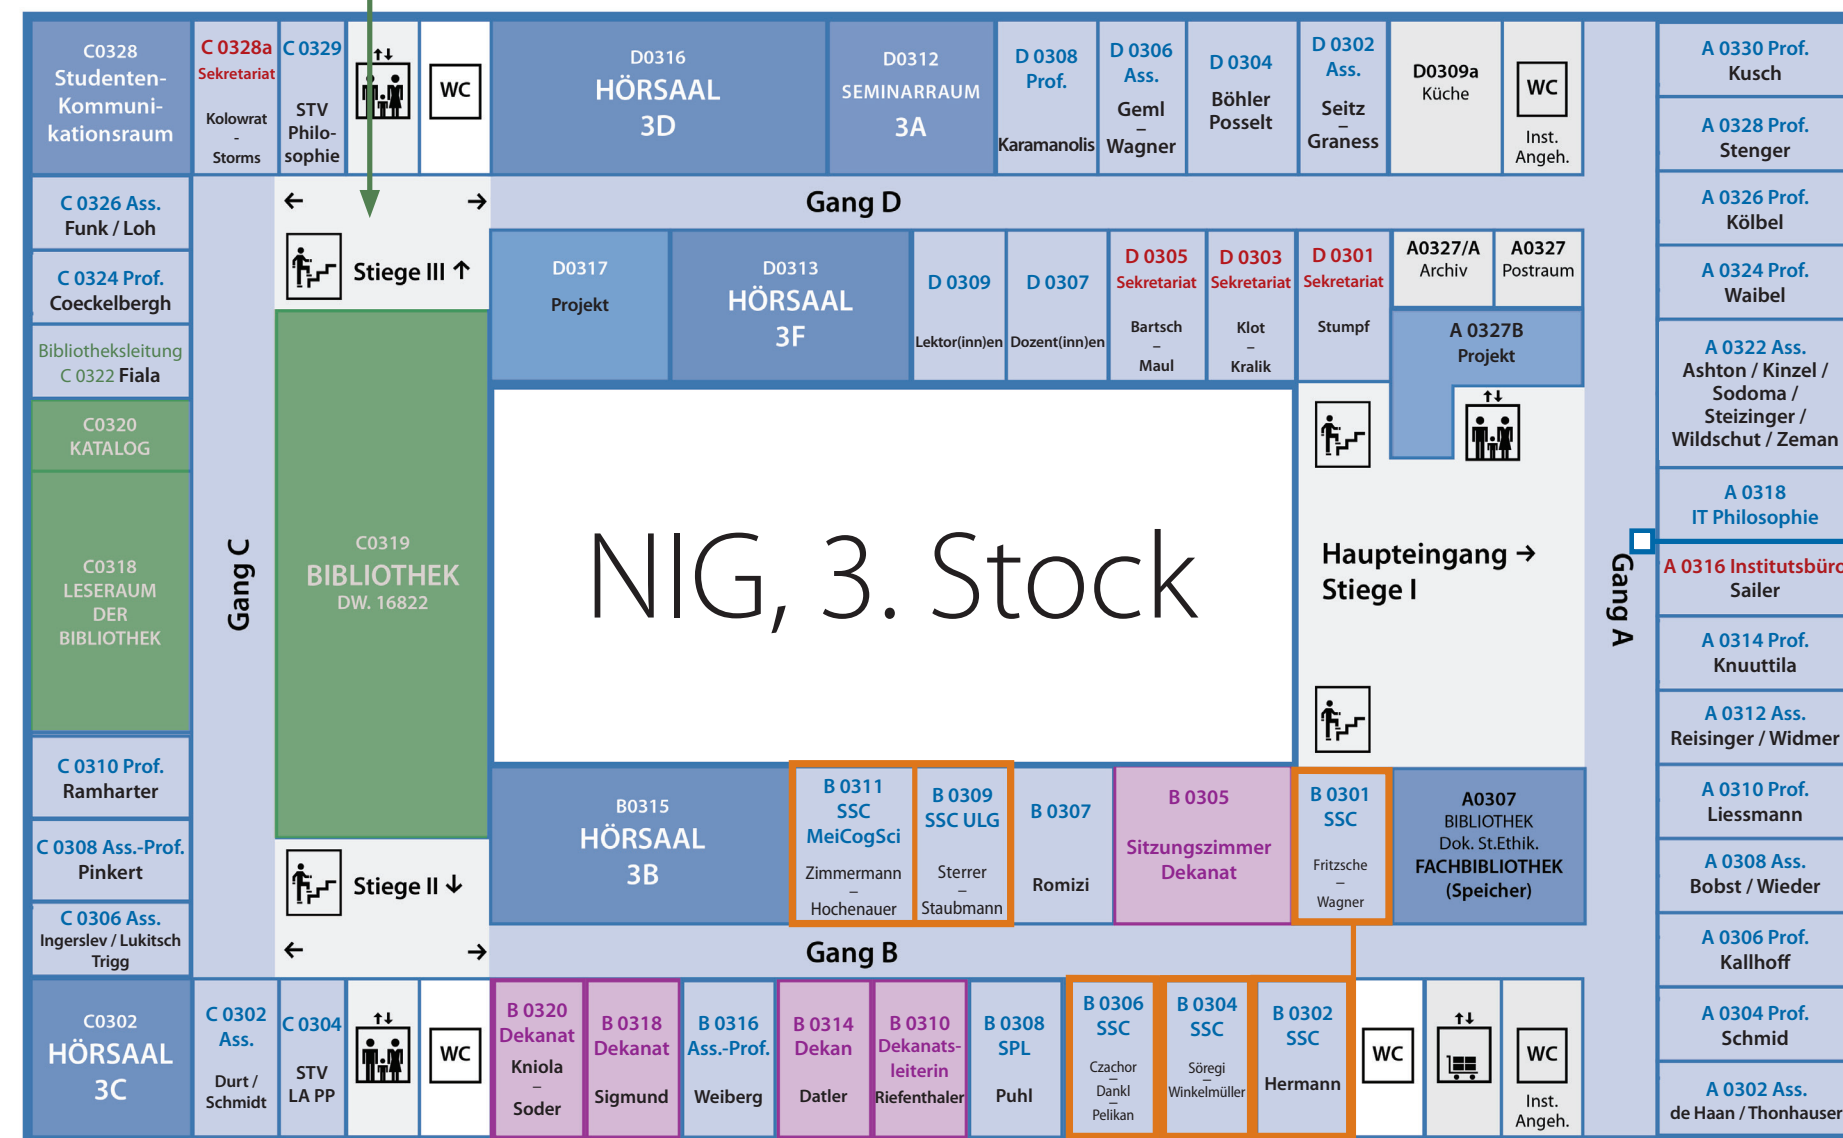 C0328
Studenten-
Kommuni-
kationsraum
C 0328a
Sekretariat
Kolowrat
-
Storms
C 0329
STV
Philo-
sophie
WC
D0316
HÖRSAAL
3D
D0312
SEMINARRAUM
3A
D 0308
Prof.
Karamanolis
D 0306
Ass.
Geml
–
Wagner
D 0304
Böhler
Posselt
D 0302
Ass.
Seitz
–
Graness
D0309a
Küche
WC
Inst.
Angeh.
A 0330 Prof.
Kusch
A 0328 Prof.
Stenger
A 0326 Prof.
Kölbel
A 0324 Prof.
Waibel
A 0322 Ass.
Ashton / Kinzel /
Sodoma /
Steizinger /
Wildschut / Zeman
A 0318
IT Philosophie
A 0316 Institutsbüro
Sailer
A 0314 Prof.
Knuuttila
A 0312 Ass.
Reisinger / Widmer
A 0310 Prof.
Liessmann
A 0308 Ass.
Bobst / Wieder
A 0306 Prof.
Kallhoff
A 0304 Prof.
Schmid
A 0302 Ass.
de Haan / Thonhauser
Gang A
← →
Gang D
C 0326 Ass.
Funk / Loh
C 0324 Prof.
Coeckelbergh
Bibliotheksleitung
C 0322 Fiala
C0320
KATALOG
C0318
LESERAUM
DER
BIBLIOTHEK
C 0310 Prof.
Ramharter
C 0308 Ass.-Prof.
Pinkert
C 0306 Ass.
Ingerslev / Lukitsch
Trigg
Gang C
Stiege III ↑
C0319
BIBLIOTHEK
DW. 16822
Stiege II ↓
← →
D0317
Projekt
D0313
HÖRSAAL
3F
D 0309
Lektor(inn)en
D 0307
Dozent(inn)en
D 0305
Sekretariat
Bartsch
–
Maul
D 0303
Sekretariat
Klot
–
Kralik
D 0301
Sekretariat
Stumpf
A0327/A
Archiv
A0327
Postraum
A 0327B
Projekt
NIG, 3. Stock
Haupteingang →
Stiege I
B0315
HÖRSAAL
3B
B 0311
SSC
MeiCogSci
Zimmermann
–
Hochenauer
B 0309
SSC ULG
Sterrer
–
Staubmann
B 0307
Romizi
B 0305
Sitzungszimmer
Dekanat
B 0301
SSC
Fritzsche
–
Wagner
A0307
BIBLIOTHEK
Dok. St.Ethik.
FACHBIBLIOTHEK
(Speicher)
Gang B
C0302
HÖRSAAL
3C
C 0302
Ass.
Durt /
Schmidt
C 0304
STV
LA PP
WC
B 0320
Dekanat
Kniola
–
Soder
B 0318
Dekanat
Sigmund
B 0316
Ass.-Prof.
Weiberg
B 0314
Dekan
Datler
B 0310
Dekanats-
leiterin
Riefenthaler
B 0308
SPL
Puhl
B 0306
SSC
Czachor
–
Dankl
–
Pelikan
B 0304
SSC
Söregi
–
Winkelmüller
B 0302
SSC
Hermann
WC
WC
Inst.
Angeh.